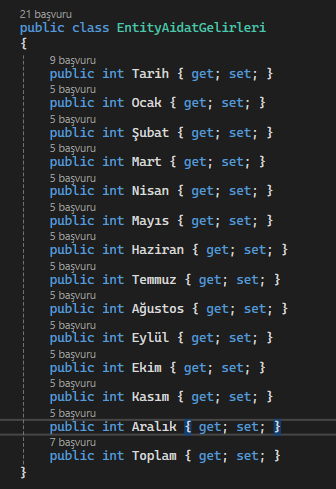 21 başvuru
public class EntityAidatGelirleri
{
9 başvuru
public int Tarih { get; set; }
5 başvuru
public int Ocak { get; set; }
5 başvuru
public int Şubat { get; set; }
5 başvuru
public int Mart { get; set; }
5 başvuru
public int Nisan { get; set; }
5 başvuru
public int Mayıs { get; set; }
5 başvuru
public int Haziran { get; set; }
5 başvuru
public int Temmuz { get; set; }
5 başvuru
public int Ağustos { get; set; }
5 başvuru
public int Eylül { get; set; }
5 başvuru
public int Ekim { get; set; }
5 başvuru
public int Kasım { get; set; }
5 başvuru
public int Aralık { get; set; }
7 başvuru
public int Toplam { get; set; }
}